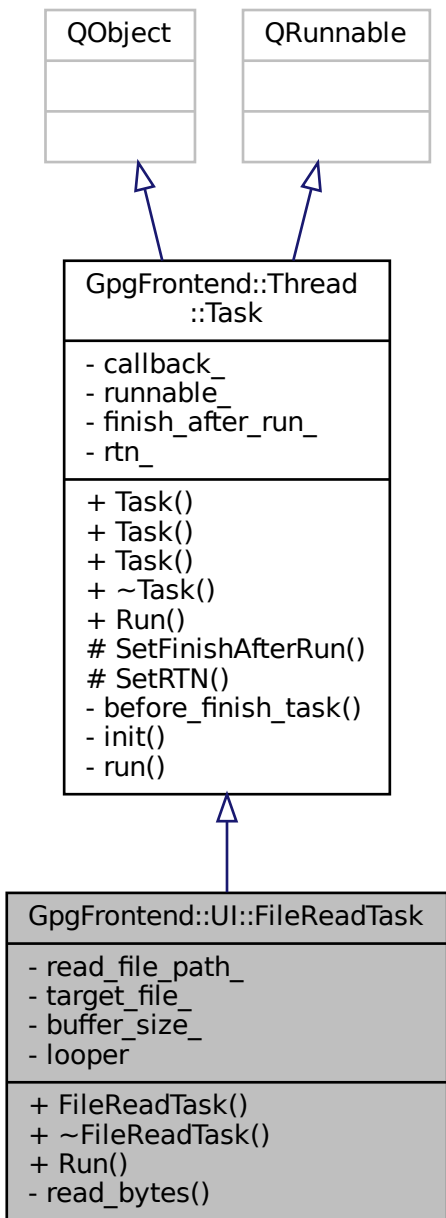 QObject
QRunnable
GpgFrontend::Thread
::Task
- callback_
- runnable_
- finish_after_run_
- rtn_
+ Task()
+ Task()
+ Task()
+ ~Task()
+ Run()
# SetFinishAfterRun()
# SetRTN()
- before_finish_task()
- init()
- run()
GpgFrontend::UI::FileReadTask
- read_file_path_
- target_file_
- buffer_size_
- looper
+ FileReadTask()
+ ~FileReadTask()
+ Run()
- read_bytes()